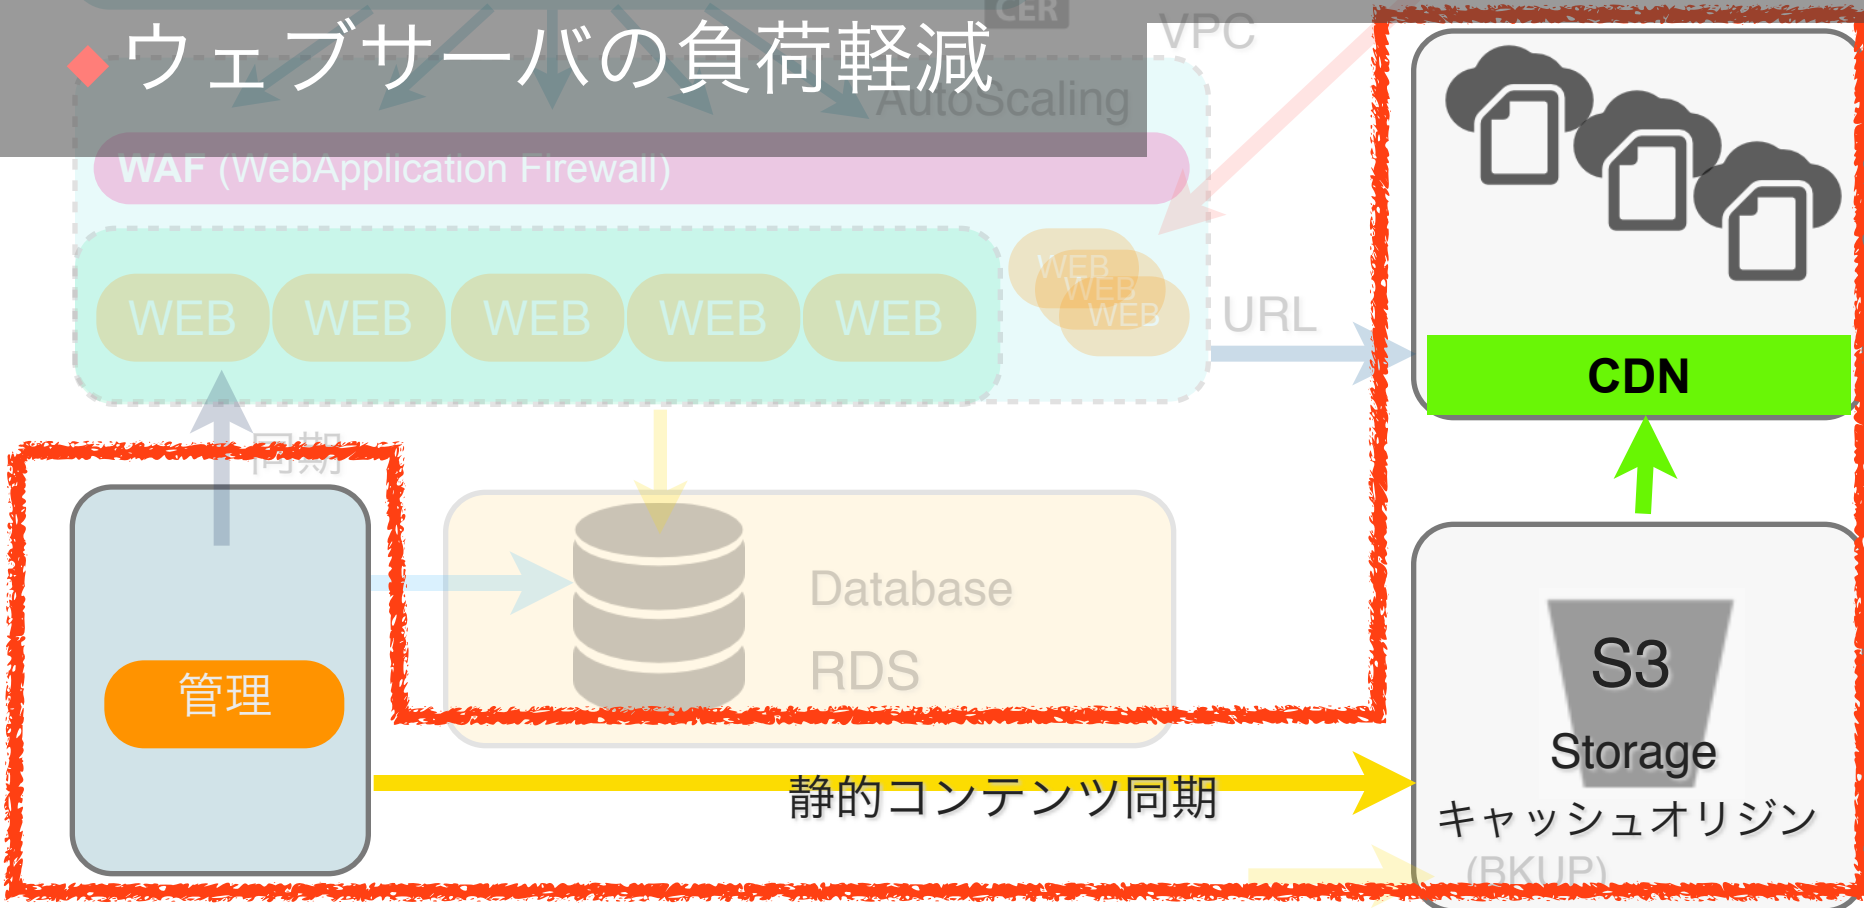 CER
VPC
◆ウェブサーバの負荷軽減
AutoScaling
WAF (WebApplication Firewall)
WEB WEB WEB WEB WEB
WEB
WEB
WEB
URL
CDN
同期
管理
Database
RDS
S3
Storage
静的コンテンツ同期
キャッシュオリジン
(BKUP)